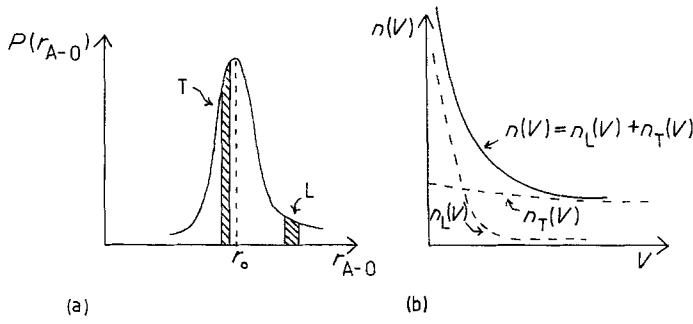 P(r_A-O)
T
L
r_o
r_A-O
(a)
n(V)
n(V) = n_L(V) + n_T(V)
n_L(V)
n_T(V)
V
(b)